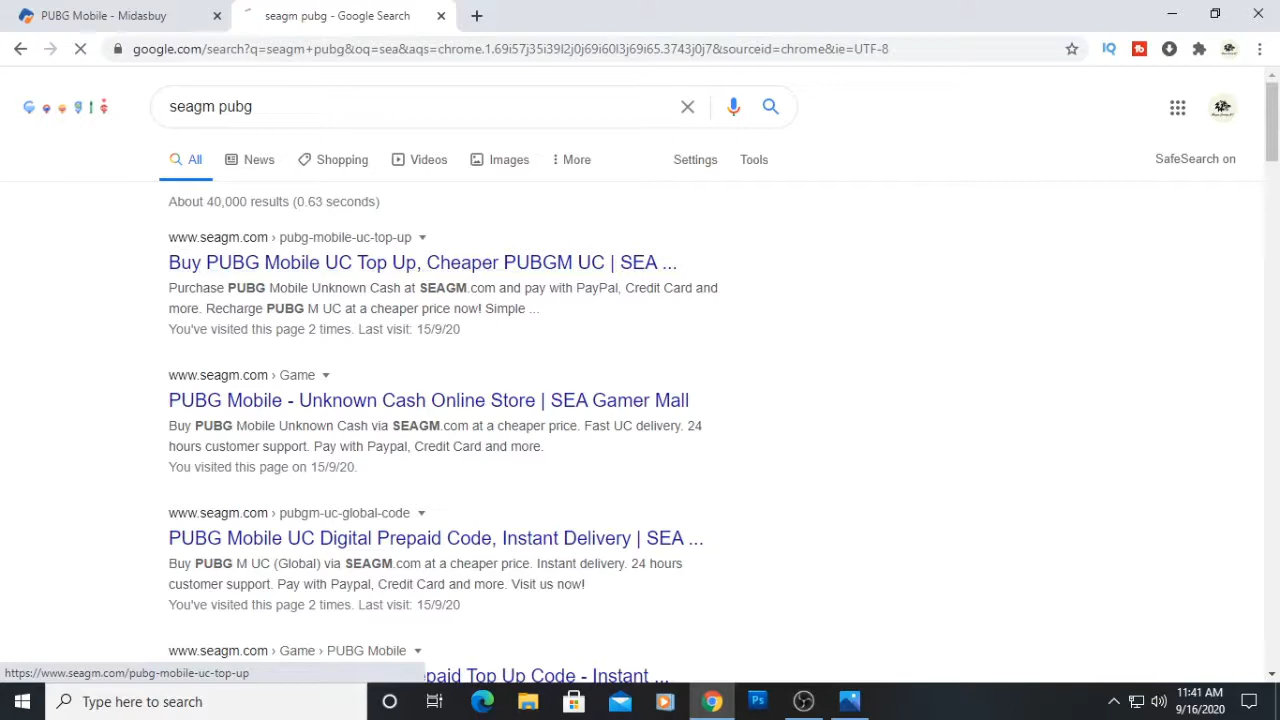 PUBG Mobile - Midasbuy
seagm pubg - Google Search
google.com/search?q=seagm+pubg&oq=sea&aqs=chrome.1.69i57j35i39l2j0j69i60l3j69i65.3743j0j7&sourceid=chrome&ie=UTF-8
seagm pubg
All News Shopping Videos Images More Settings Tools SafeSearch on
About 40,000 results (0.63 seconds)
www.seagm.com › pubg-mobile-uc-top-up
Buy PUBG Mobile UC Top Up, Cheaper PUBGM UC | SEA ...
Purchase PUBG Mobile Unknown Cash at SEAGM.com and pay with PayPal, Credit Card and
more. Recharge PUBG M UC at a cheaper price now! Simple ...
You've visited this page 2 times. Last visit: 15/9/20
www.seagm.com › Game
PUBG Mobile - Unknown Cash Online Store | SEA Gamer Mall
Buy PUBG Mobile Unknown Cash via SEAGM.com at a cheaper price. Fast UC delivery. 24
hours customer support. Pay with Paypal, Credit Card and more.
You visited this page on 15/9/20.
www.seagm.com › pubgm-uc-global-code
PUBG Mobile UC Digital Prepaid Code, Instant Delivery | SEA ...
Buy PUBG M UC (Global) via SEAGM.com at a cheaper price. Instant delivery. 24 hours
customer support. Pay with Paypal, Credit Card and more. Visit us now!
You've visited this page 2 times. Last visit: 15/9/20
www.seagm.com › Game › PUBG Mobile
https://www.seagm.com/pubg-mobile-uc-top-up
paid Top Up Code - Instant ...
Type here to search
11:41 AM
9/16/2020